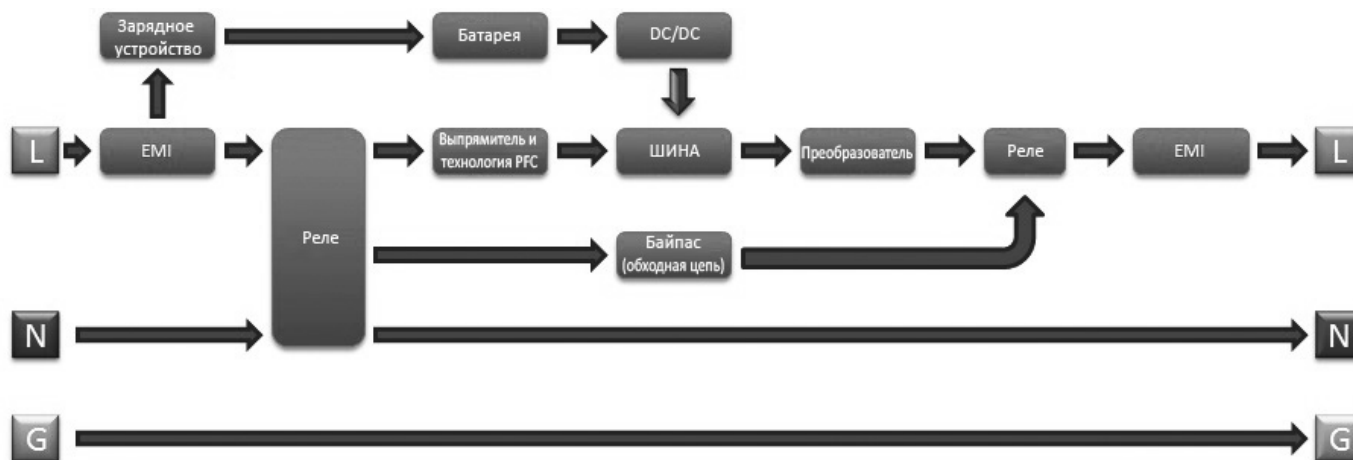 Зарядное
устройство
Батарея
DC/DC
L
EMI
Выпрямитель и
технология PFC
ШИНА
Преобразователь
Реле
EMI
L
Реле
Байпас
(обходная цепь)
N
N
G
G